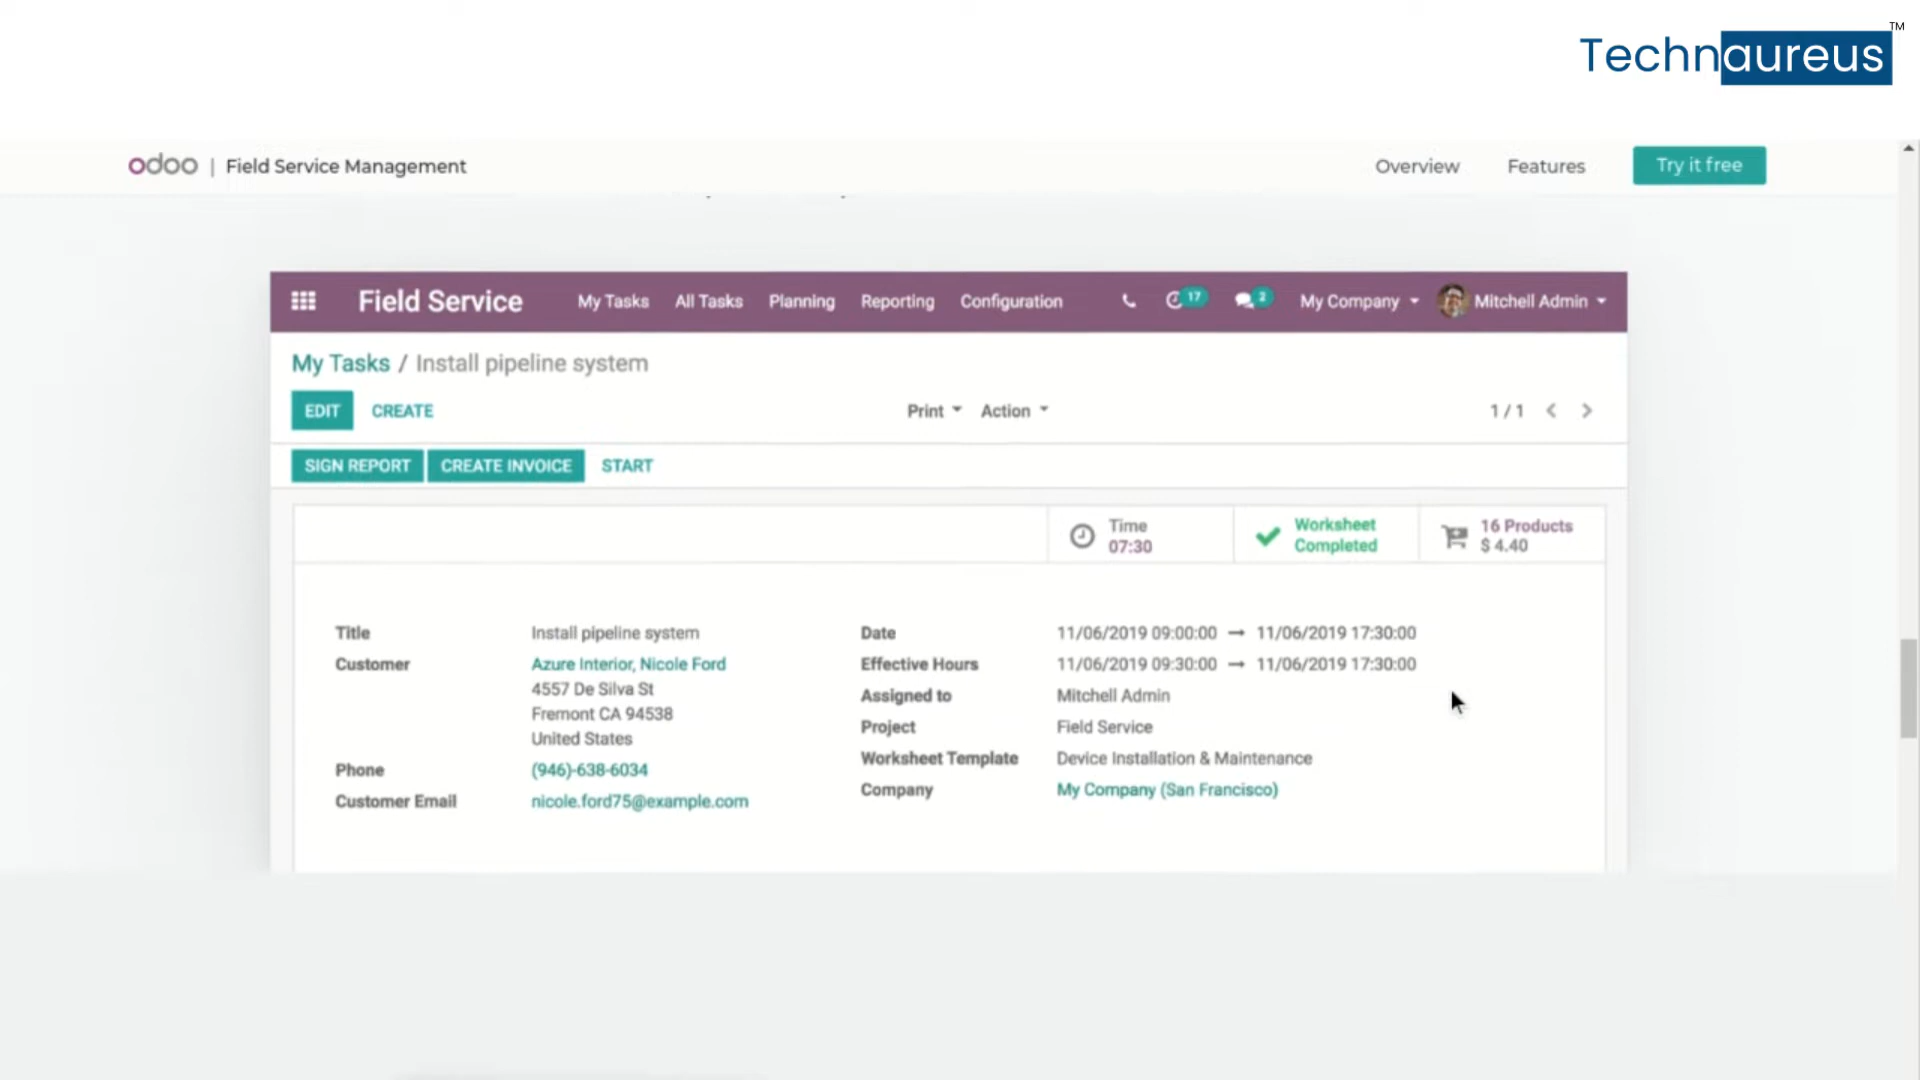 Technaureus™
odoo | Field Service Management Overview Features Try it free
Field Service My Tasks All Tasks Planning Reporting Configuration 17 2 My Company Mitchell Admin
My Tasks / Install pipeline system
EDIT CREATE Print Action 1 / 1
SIGN REPORT CREATE INVOICE START
Time
07:30
Worksheet
Completed
16 Products
$ 4.40
Title Install pipeline system
Customer Azure Interior, Nicole Ford
4557 De Silva St
Fremont CA 94538
United States
Phone (946)-638-6034
Customer Email nicole.ford75@example.com
Date 11/06/2019 09:00:00 → 11/06/2019 17:30:00
Effective Hours 11/06/2019 09:30:00 → 11/06/2019 17:30:00
Assigned to Mitchell Admin
Project Field Service
Worksheet Template Device Installation & Maintenance
Company My Company (San Francisco)